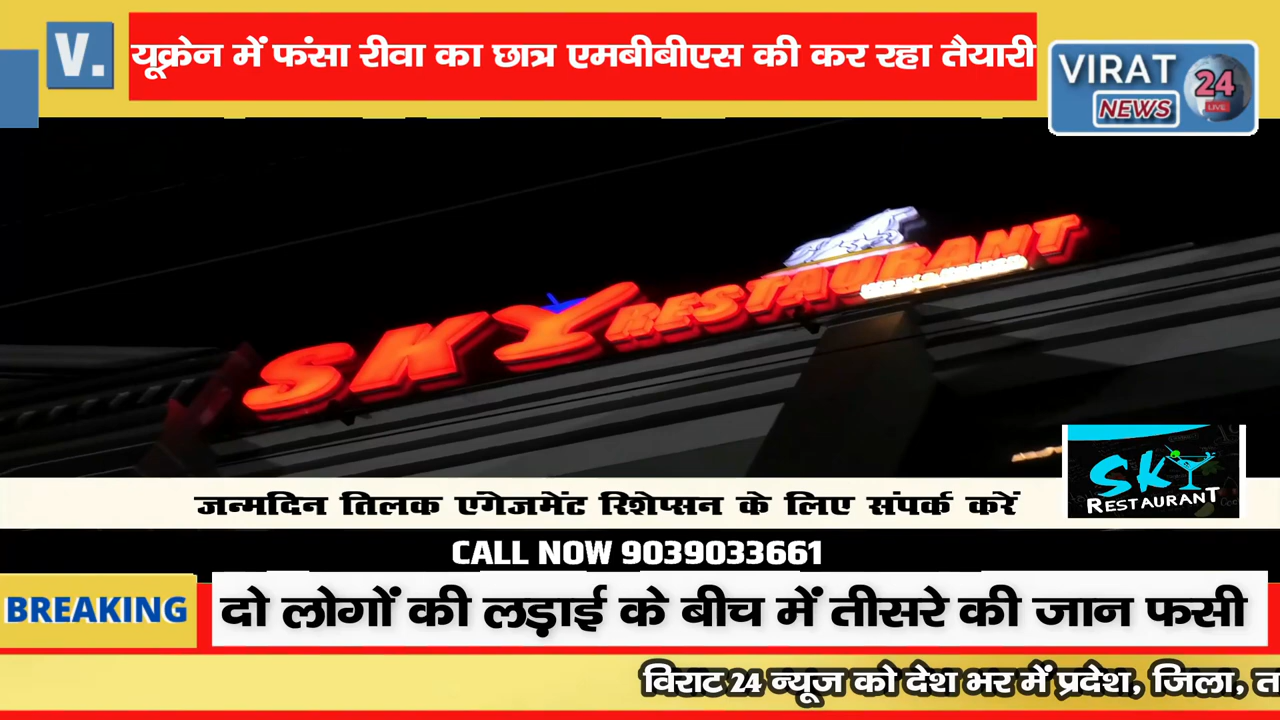 V.
यूक्रेन में फंसा रीवा का छात्र एमबीबीएस की कर रहा तैयारी
VIRAT 24
NEWS LIVE
SKY RESTAURANT
SKY
RESTAURANT
जन्मदिन तिलक एंगेजमेंट रिशेप्सन के लिए संपर्क करें
CALL NOW 9039033661
BREAKING
दो लोगों की लड़ाई के बीच में तीसरे की जान फसी
विराट 24 न्यूज को देश भर में प्रदेश, जिला, त